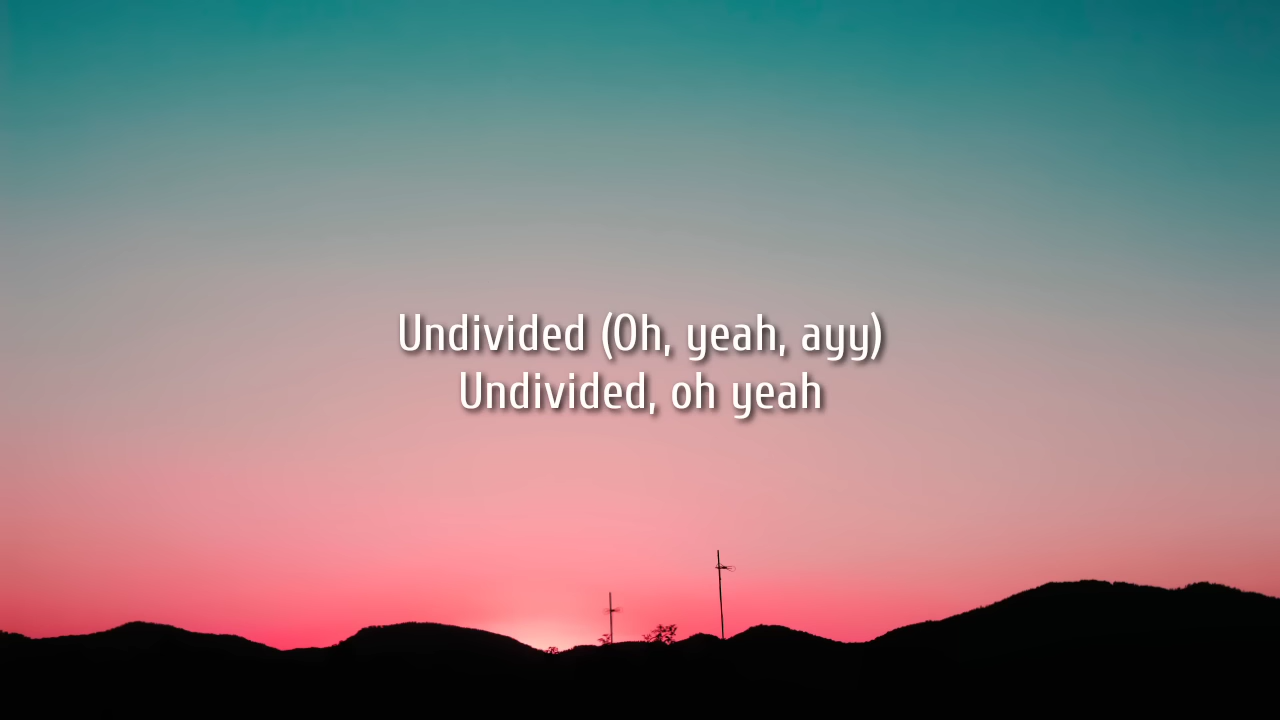 Undivided (Oh, yeah, ayy)
Undivided, oh yeah